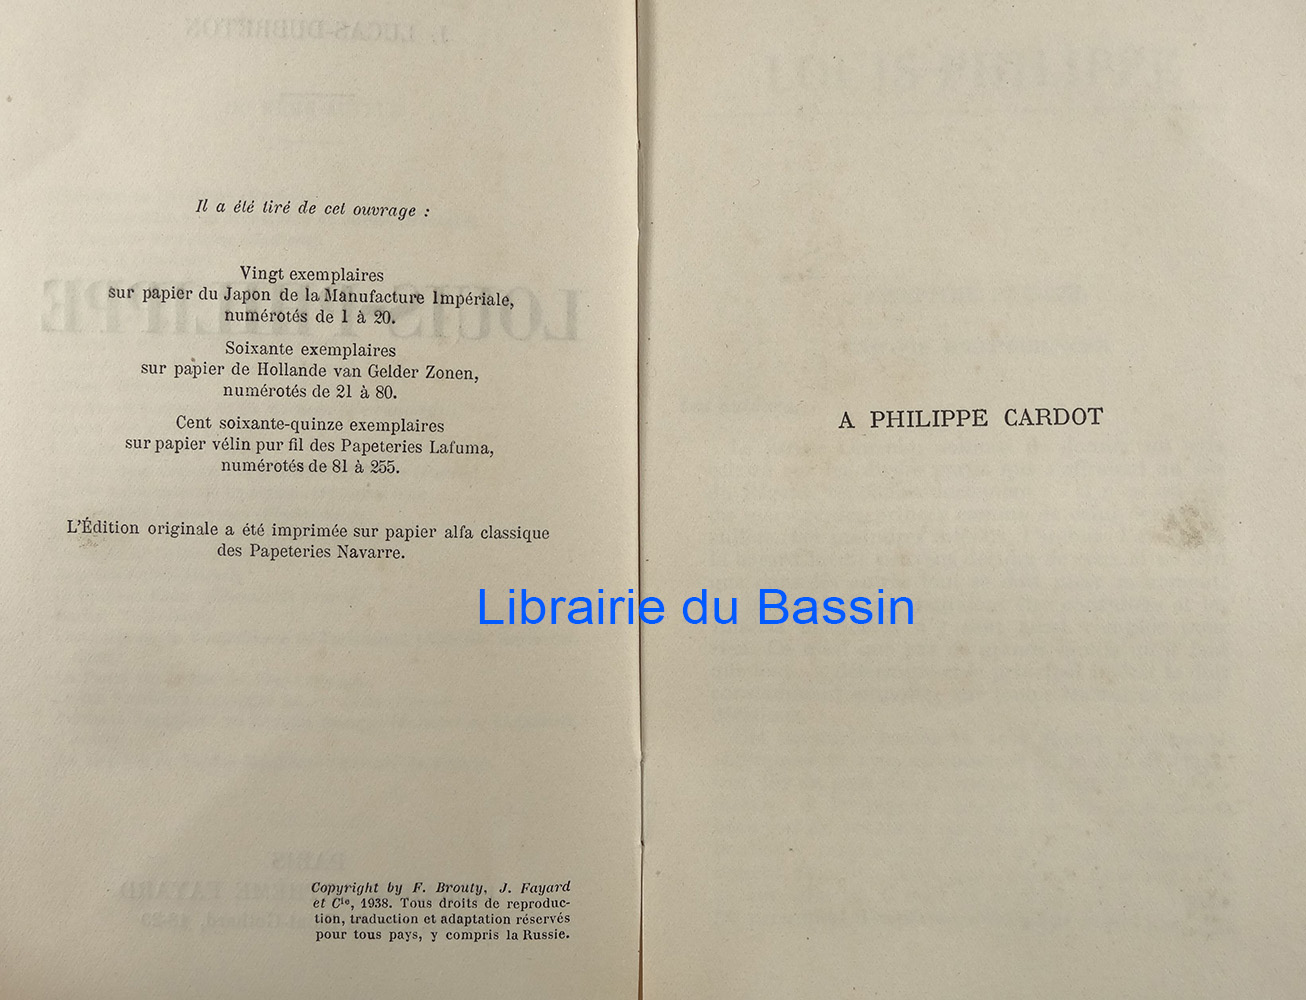 Il a été tiré de cet ouvrage :
Vingt exemplaires
sur papier du Japon de la Manufacture Impériale,
numérotés de 1 à 20.
Soixante exemplaires
sur papier de Hollande van Gelder Zonen,
numérotés de 21 à 80.
Cent soixante-quinze exemplaires
sur papier vélin pur fil des Papeteries Lafuma,
numérotés de 81 à 255.
L'Édition originale a été imprimée sur papier alfa classique
des Papeteries Navarre.
Copyright by F. Brouty, J. Fayard
et Cie, 1938. Tous droits de reproduc-
tion, traduction et adaptation réservés
pour tous pays, y compris la Russie.
A PHILIPPE CARDOT
Librairie du Bassin